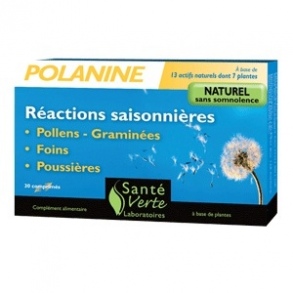 POLANINE
À base de
13 actifs naturels dont 7 plantes
NATUREL
sans somnolence
Réactions saisonnières
• Pollens - Graminées
• Foins
• Poussières
20 comprimés
Santé
Verte
Laboratoires
Complément alimentaire
à base de plantes